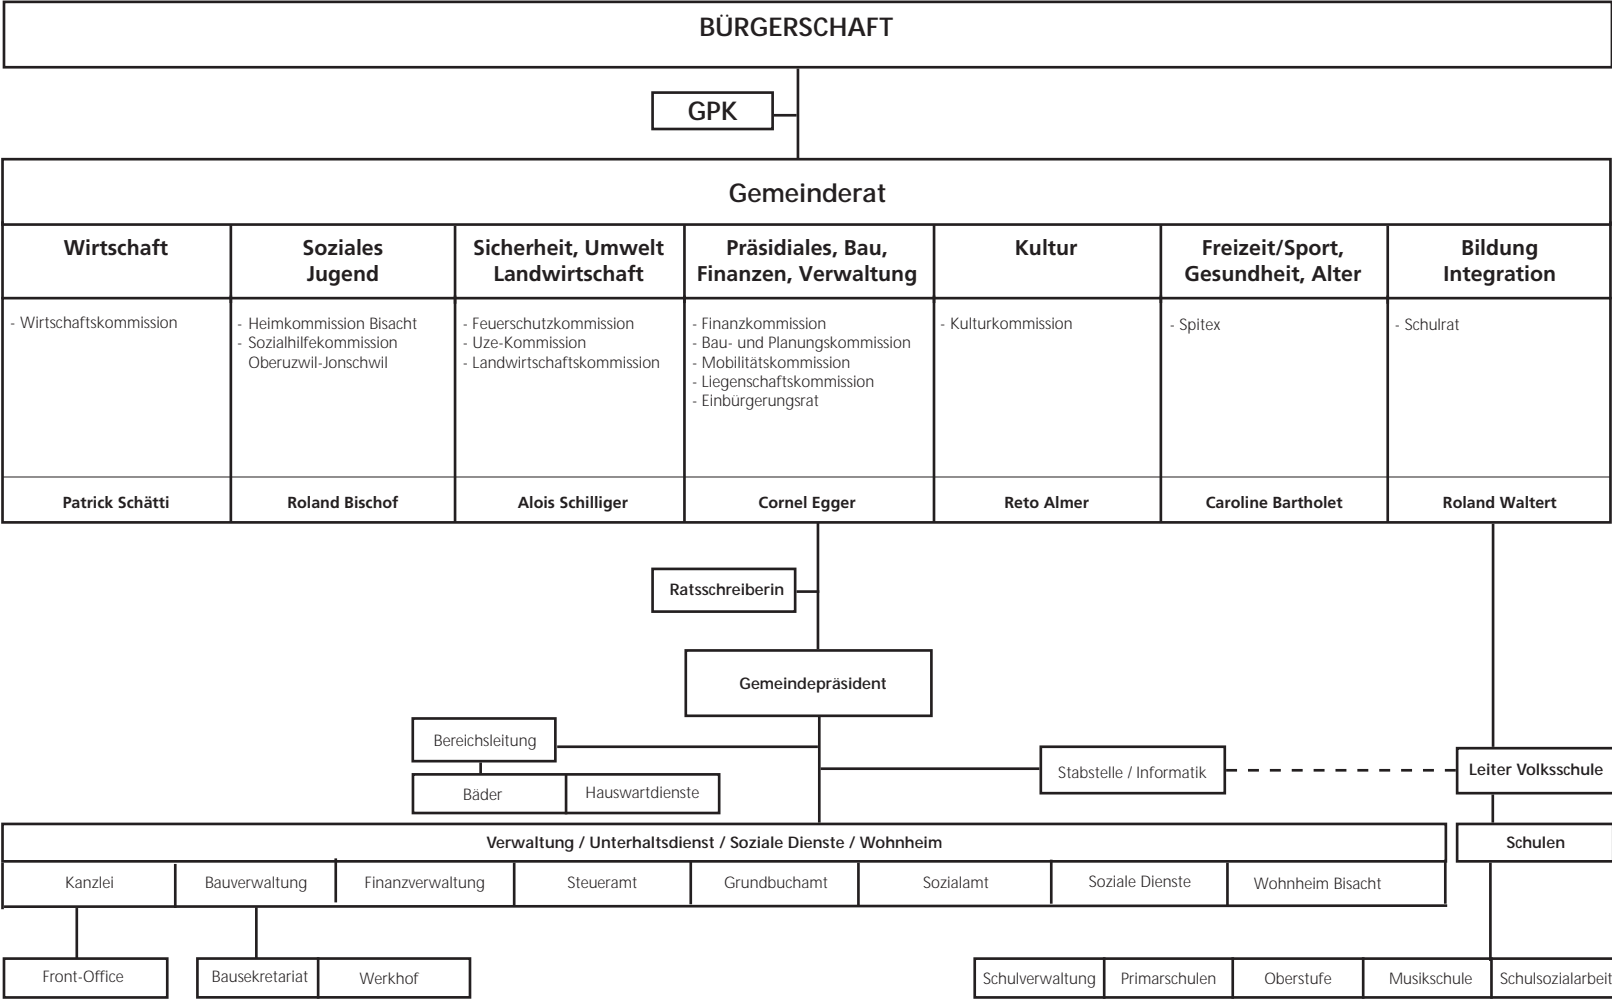 BÜRGERSCHAFT
GPK
Gemeinderat
Wirtschaft
Soziales
Jugend
Sicherheit, Umwelt
Landwirtschaft
Präsidiales, Bau,
Finanzen, Verwaltung
Kultur
Freizeit/Sport,
Gesundheit, Alter
Bildung
Integration
- Wirtschaftskommission
- Heimkommission Bisacht
- Sozialhilfekommission
Oberuzwil-Jonschwil
- Feuerschutzkommission
- Uze-Kommission
- Landwirtschaftskommission
- Finanzkommission
- Bau- und Planungskommission
- Mobilitätskommission
- Liegenschaftskommission
- Einbürgerungsrat
- Kulturkommission
- Spitex
- Schulrat
Patrick Schätti
Roland Bischof
Alois Schilliger
Cornel Egger
Reto Almer
Caroline Bartholet
Roland Waltert
Ratsschreiberin
Gemeindepräsident
Bereichsleitung
Bäder
Hauswartdienste
Stabstelle / Informatik
Leiter Volksschule
Verwaltung / Unterhaltsdienst / Soziale Dienste / Wohnheim
Schulen
Kanzlei
Bauverwaltung
Finanzverwaltung
Steueramt
Grundbuchamt
Sozialamt
Soziale Dienste
Wohnheim Bisacht
Front-Office
Bausekretariat
Werkhof
Schulverwaltung
Primarschulen
Oberstufe
Musikschule
Schulsozialarbeit